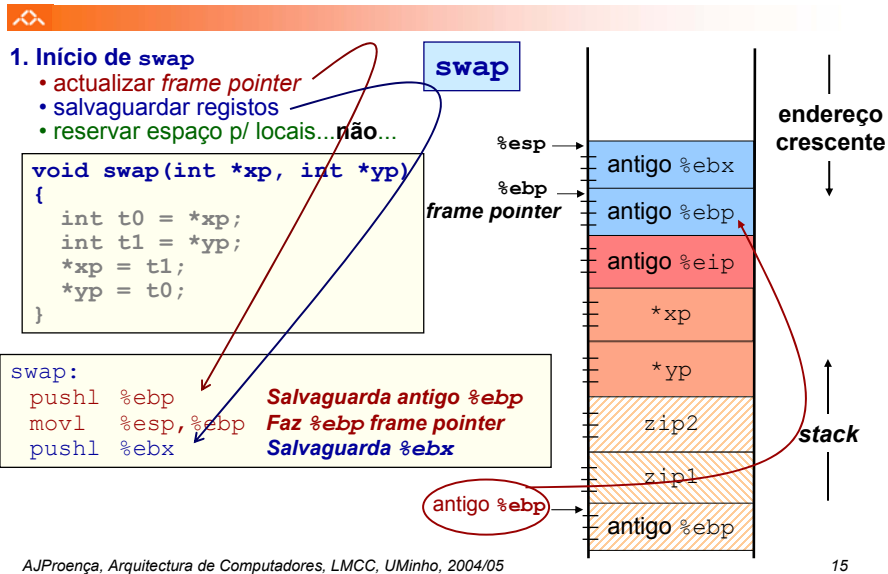 1. Início de swap
• actualizar frame pointer
• salvaguardar registos
• reservar espaço p/ locais...não...
swap
void swap(int *xp, int *yp)
{
int t0 = *xp;
int t1 = *yp;
*xp = t1;
*yp = t0;
}
swap:
pushl %ebp Salvaguarda antigo %ebp
movl %esp,%ebp Faz %ebp frame pointer
pushl %ebx Salvaguarda %ebx
%esp
%ebp
frame pointer
antigo %ebx
antigo %ebp
antigo %eip
*xp
*yp
zip2
zip1
antigo %ebp
antigo %ebp
endereço
crescente
stack
AJProença, Arquitectura de Computadores, LMCC, UMinho, 2004/05
15